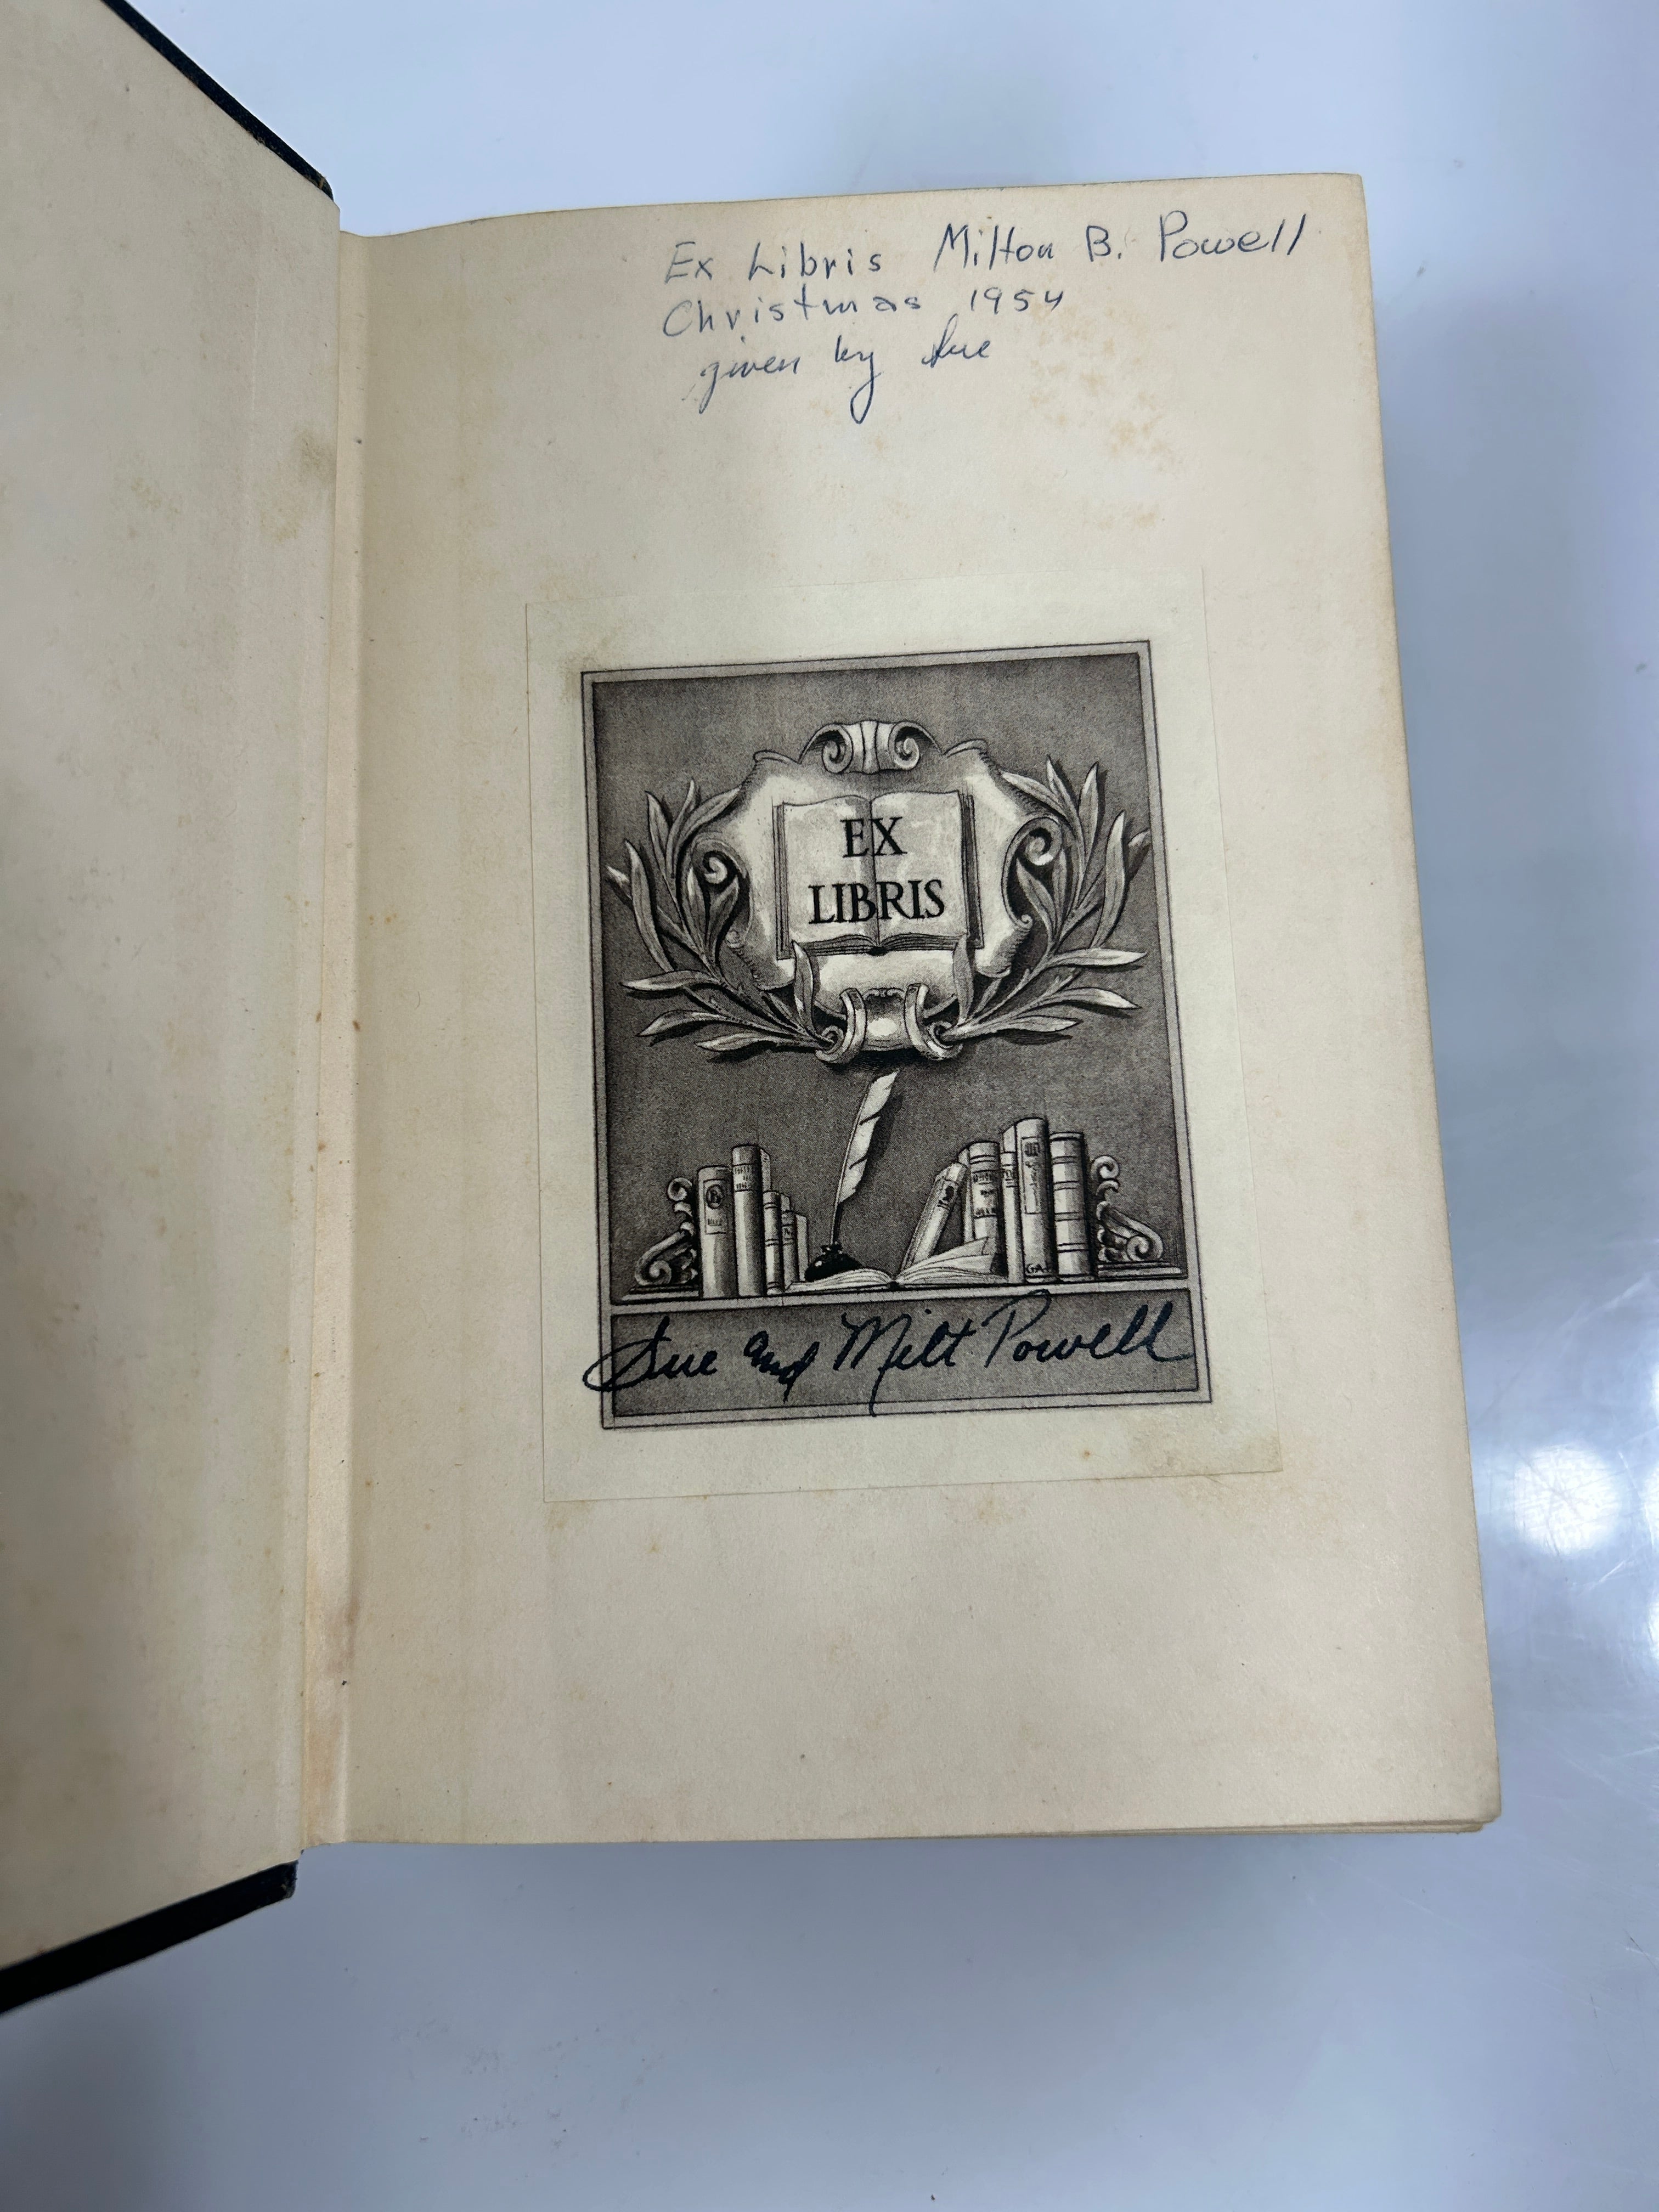 Ex Libris Milton B. Powell
Christmas 1954
given by Sue
EX
LIBRIS
Sue and Milt Powell